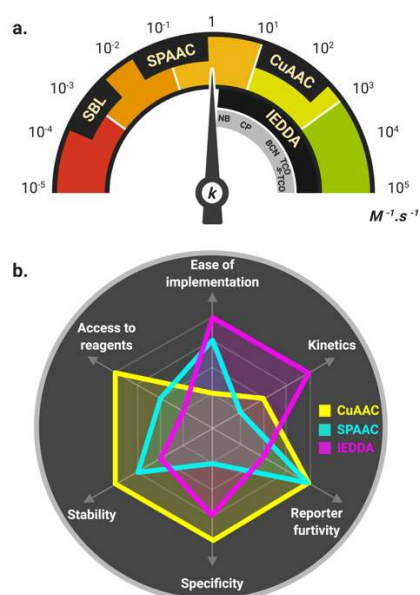 a.
10⁻⁵
10⁻⁴
10⁻³
10⁻²
10⁻¹
1
10¹
10²
10³
10⁴
10⁵
SBL
SPAAC
CuAAC
IEDDA
NB
CP
BCN
TCO
s-TCO
k
M⁻¹.s⁻¹
b.
Ease of
implementation
Access to
reagents
Kinetics
CuAAC
SPAAC
IEDDA
Stability
Reporter
furtivity
Specificity